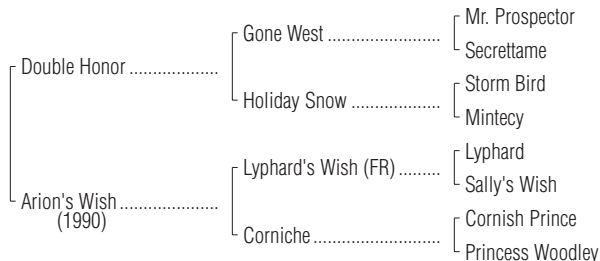 Mr. Prospector
Gone West ........................
Secrettame
Double Honor ...................
Storm Bird
Holiday Snow ....................
Mintecy
Lyphard
Lyphard's Wish (FR) .........
Sally's Wish
Arion's Wish .....................
(1990)
Cornish Prince
Corniche ...........................
Princess Woodley